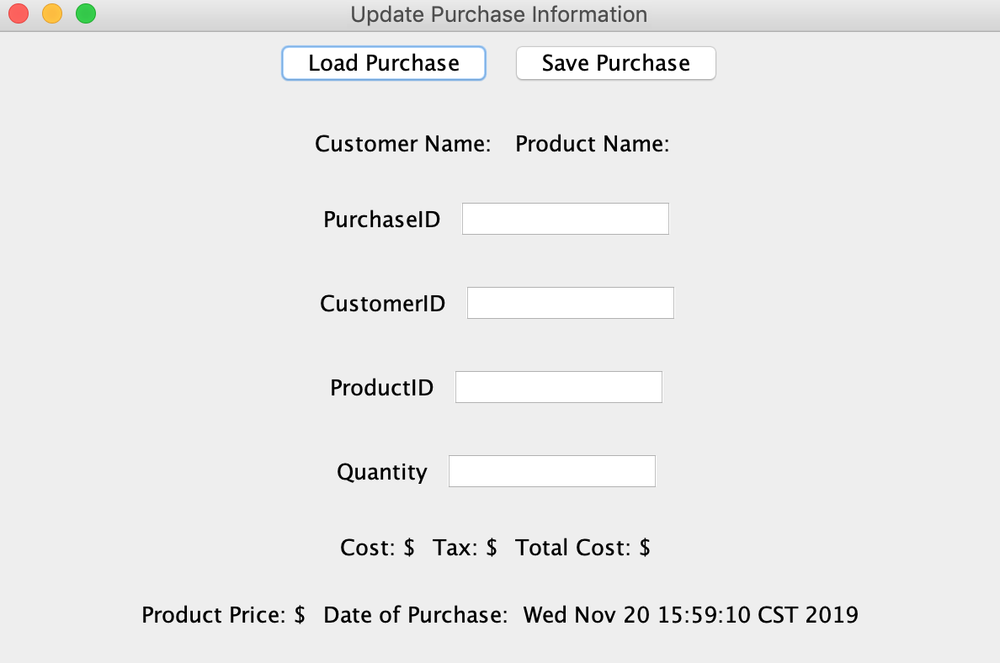 Update Purchase Information
Load Purchase Save Purchase
Customer Name: Product Name:
PurchaseID
CustomerID
ProductID
Quantity
Cost: $ Tax: $ Total Cost: $
Product Price: $ Date of Purchase: Wed Nov 20 15:59:10 CST 2019